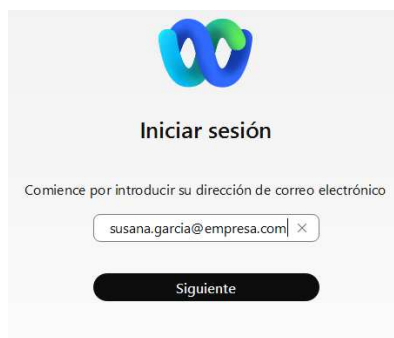 Iniciar sesión
Comience por introducir su dirección de correo electrónico
susana.garcia@empresa.com
Siguiente